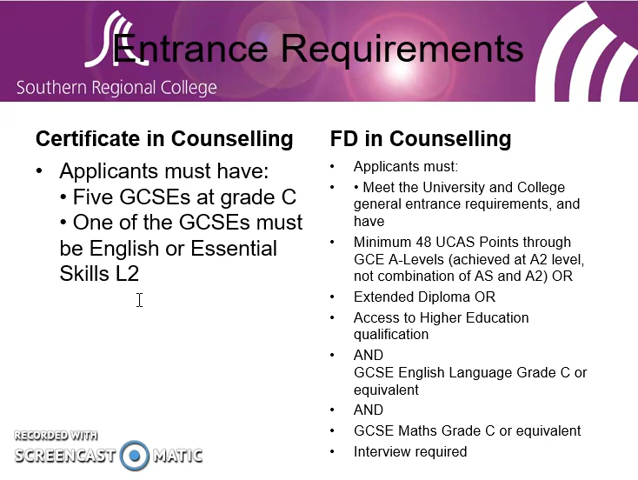 Entrance Requirements
Southern Regional College
Certificate in Counselling
• Applicants must have:
• Five GCSEs at grade C
• One of the GCSEs must
be English or Essential
Skills L2
FD in Counselling
• Applicants must:
• • Meet the University and College
general entrance requirements, and
have
• Minimum 48 UCAS Points through
GCE A-Levels (achieved at A2 level,
not combination of AS and A2) OR
• Extended Diploma OR
• Access to Higher Education
qualification
• AND
GCSE English Language Grade C or
equivalent
• AND
• GCSE Maths Grade C or equivalent
• Interview required
RECORDED WITH
SCREENCAST MATIC